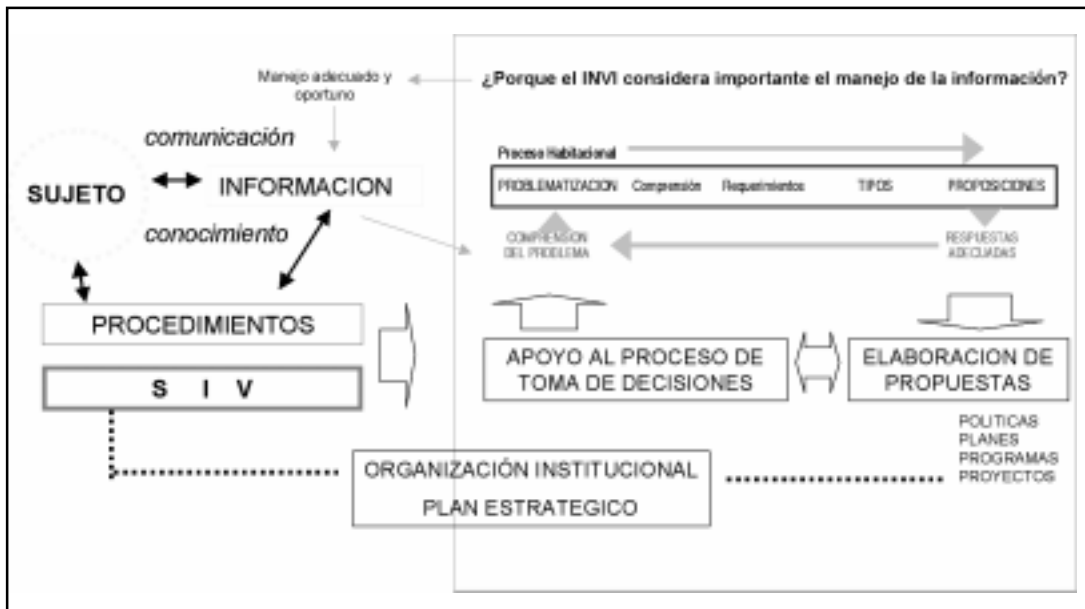 Manejo adecuado y
oportuno
¿Porque el INVI considera importante el manejo de la información?
comunicación
SUJETO
INFORMACION
conocimiento
Proceso Habitacional
PROBLEMATIZACION Comprensión Requerimientos TIPOS PROPOSICIONES
COMPRENSION
DEL PROBLEMA
RESPUESTAS
ADECUADAS
PROCEDIMIENTOS
S I V
APOYO AL PROCESO DE
TOMA DE DECISIONES
ELABORACION DE
PROPUESTAS
POLITICAS
PLANES
PROGRAMAS
PROYECTOS
ORGANIZACIÓN INSTITUCIONAL
PLAN ESTRATEGICO